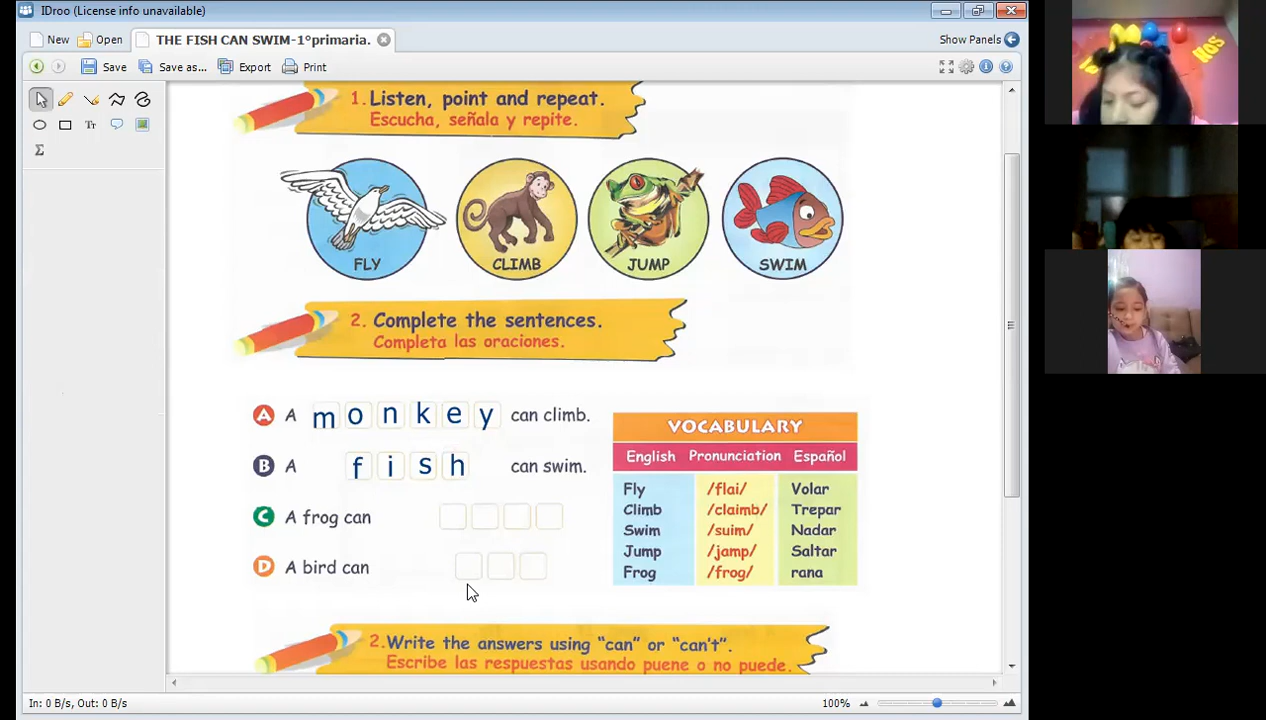 IDroo (License info unavailable)
New Open THE FISH CAN SWIM-1°primaria. Show Panels
Save Save as... Export Print
1. Listen, point and repeat.
Escucha, señala y repite.
FLY CLIMB JUMP SWIM
2. Complete the sentences.
Completa las oraciones.
A A monkey can climb.
B A fish can swim.
C A frog can
D A bird can
VOCABULARY
English Pronunciation Español
Fly /flai/ Volar
Climb /claimb/ Trepar
Swim /suim/ Nadar
Jump /jamp/ Saltar
Frog /frog/ rana
2. Write the answers using “can” or “can't”.
Escribe las respuestas usando puene o no puede.
In: 0 B/s, Out: 0 B/s 100%
NOS